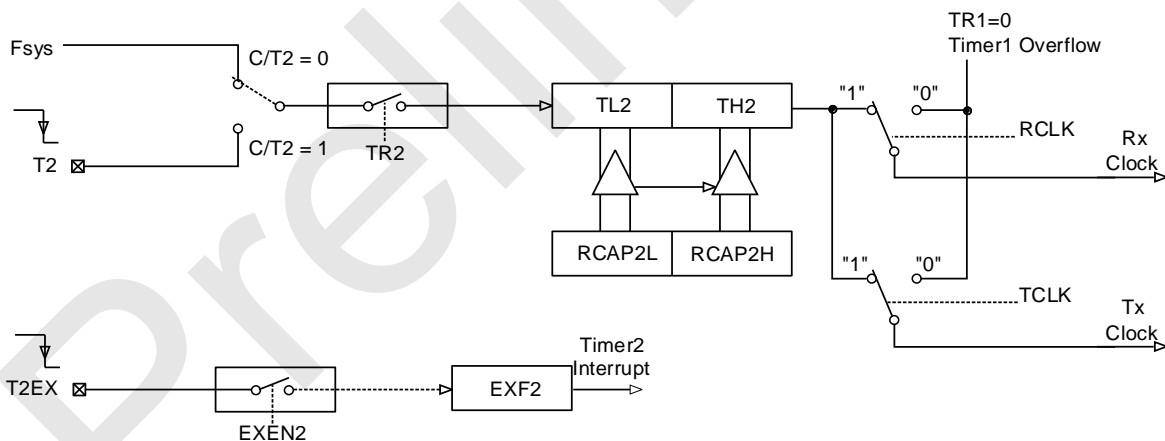 TR1=0
Timer1 Overflow
Fsys
C/T2 = 0
TL2 TH2
"1" "0"
RCLK
Rx
Clock
T2
C/T2 = 1
TR2
RCAP2L RCAP2H
"1" "0"
TCLK
Tx
Clock
Timer2
Interrupt
T2EX
EXF2
EXEN2
Prelim